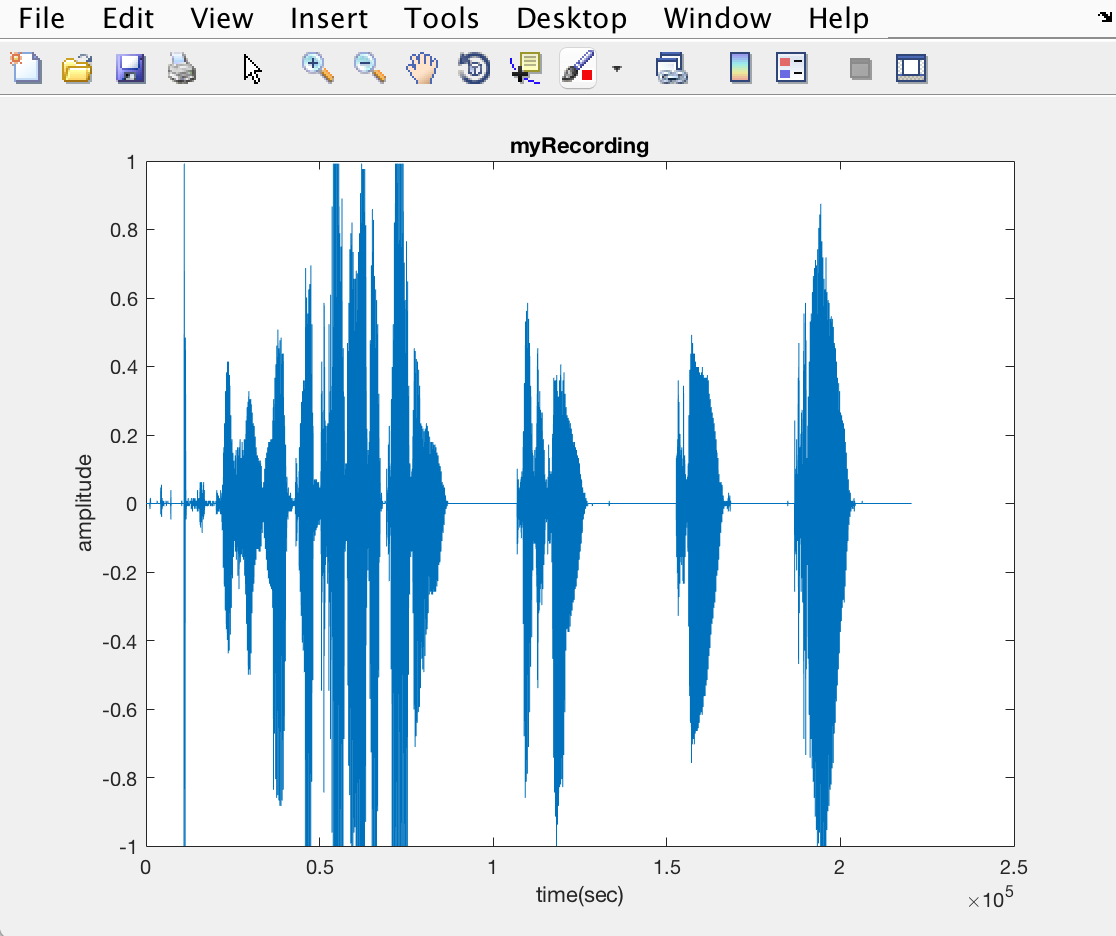 File Edit View Insert Tools Desktop Window Help
myRecording
1
0.8
0.6
0.4
0.2
0
-0.2
-0.4
-0.6
-0.8
-1
amplitude
0 0.5 1 1.5 2 2.5
time(sec)
×10⁵